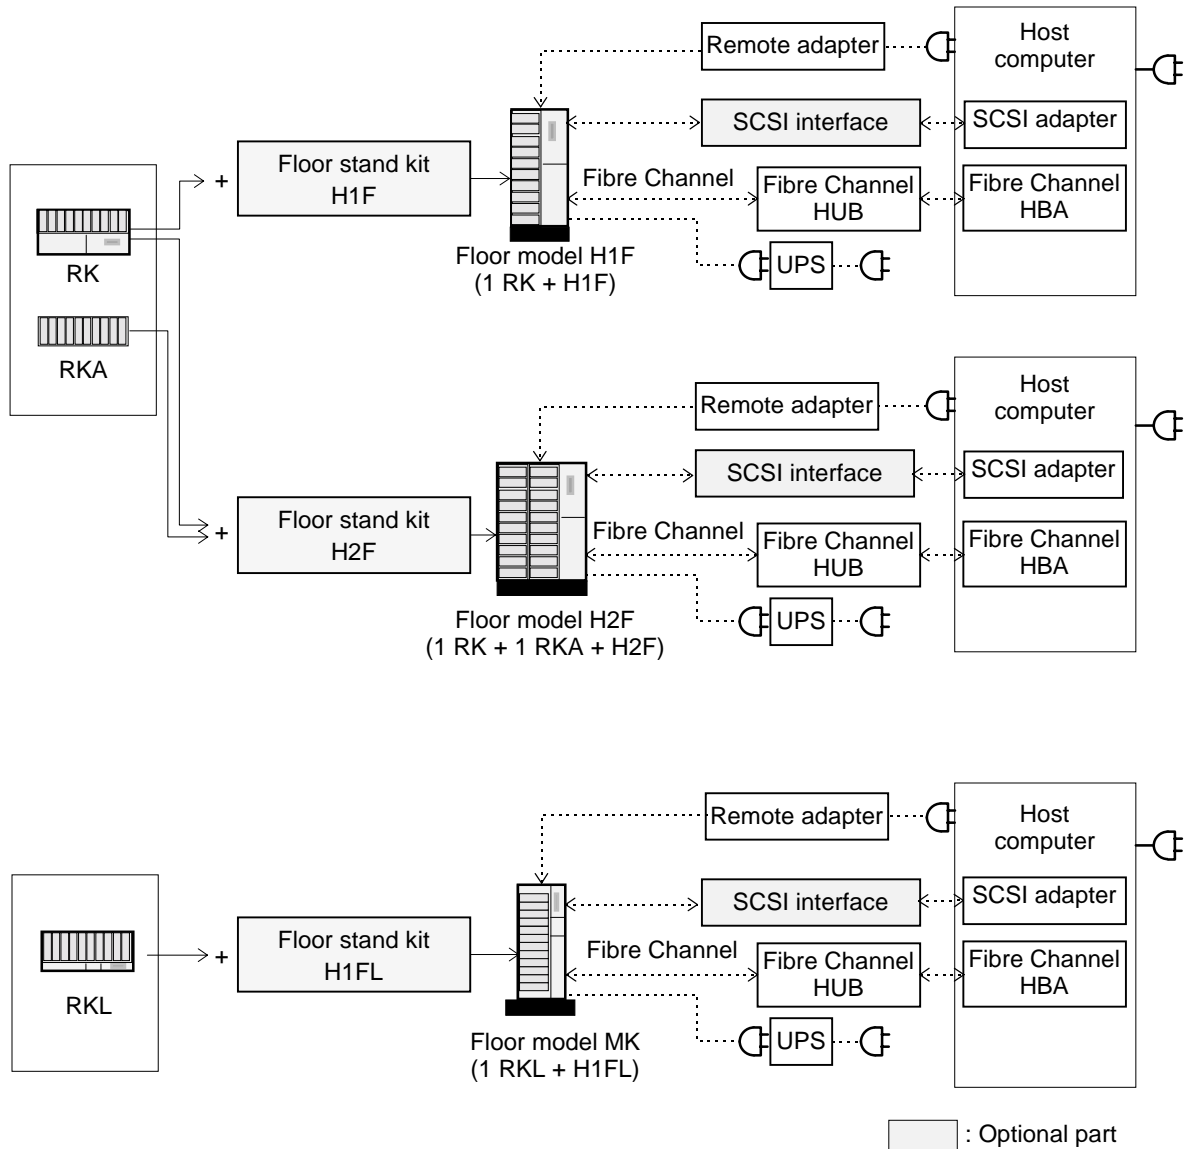 Remote adapter
Host
computer
SCSI interface
SCSI adapter
Floor stand kit
H1F
+
Fibre Channel
Fibre Channel
HUB
Fibre Channel
HBA
RK
Floor model H1F
(1 RK + H1F)
UPS
RKA
Remote adapter
Host
computer
SCSI interface
SCSI adapter
+
Floor stand kit
H2F
Fibre Channel
Fibre Channel
HUB
Fibre Channel
HBA
Floor model H2F
(1 RK + 1 RKA + H2F)
UPS
Remote adapter
Host
computer
SCSI interface
SCSI adapter
RKL
+
Floor stand kit
H1FL
Fibre Channel
Fibre Channel
HUB
Fibre Channel
HBA
Floor model MK
(1 RKL + H1FL)
UPS
: Optional part